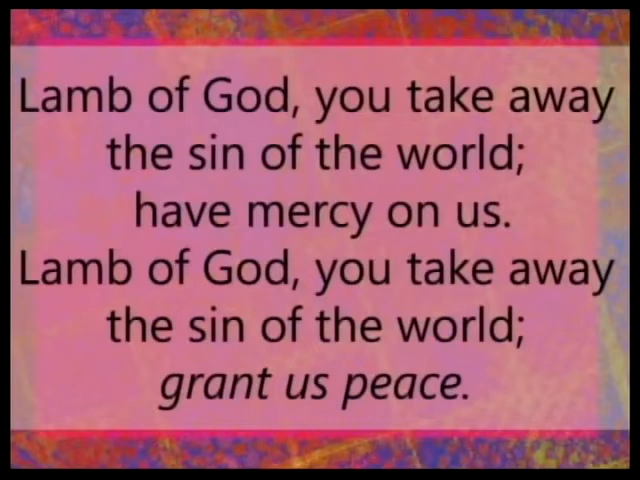 Lamb of God, you take away
the sin of the world;
have mercy on us.
Lamb of God, you take away
the sin of the world;
grant us peace.